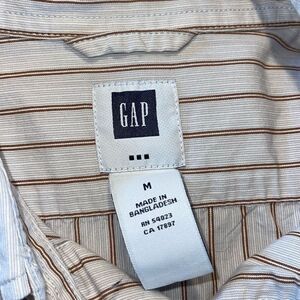 GAP
M
MADE IN
BANGLADESH
RN 54023
CA 17897